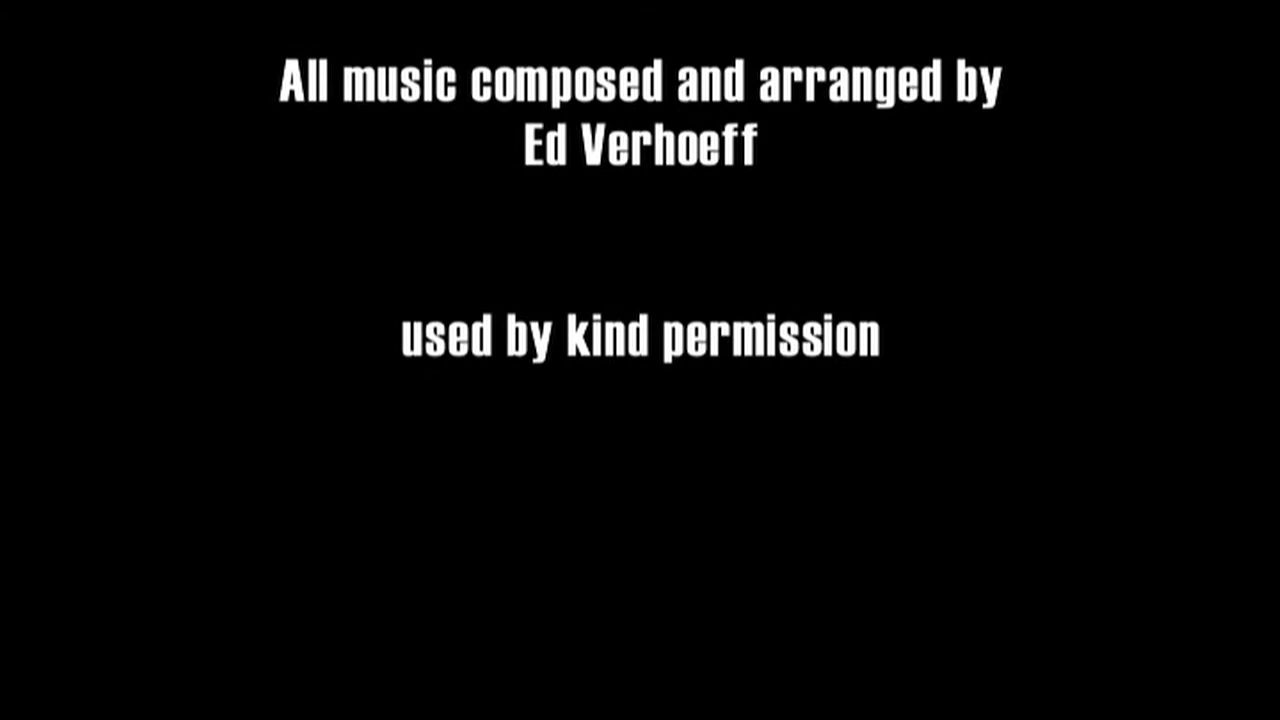 All music composed and arranged by
Ed Verhoeff
used by kind permission